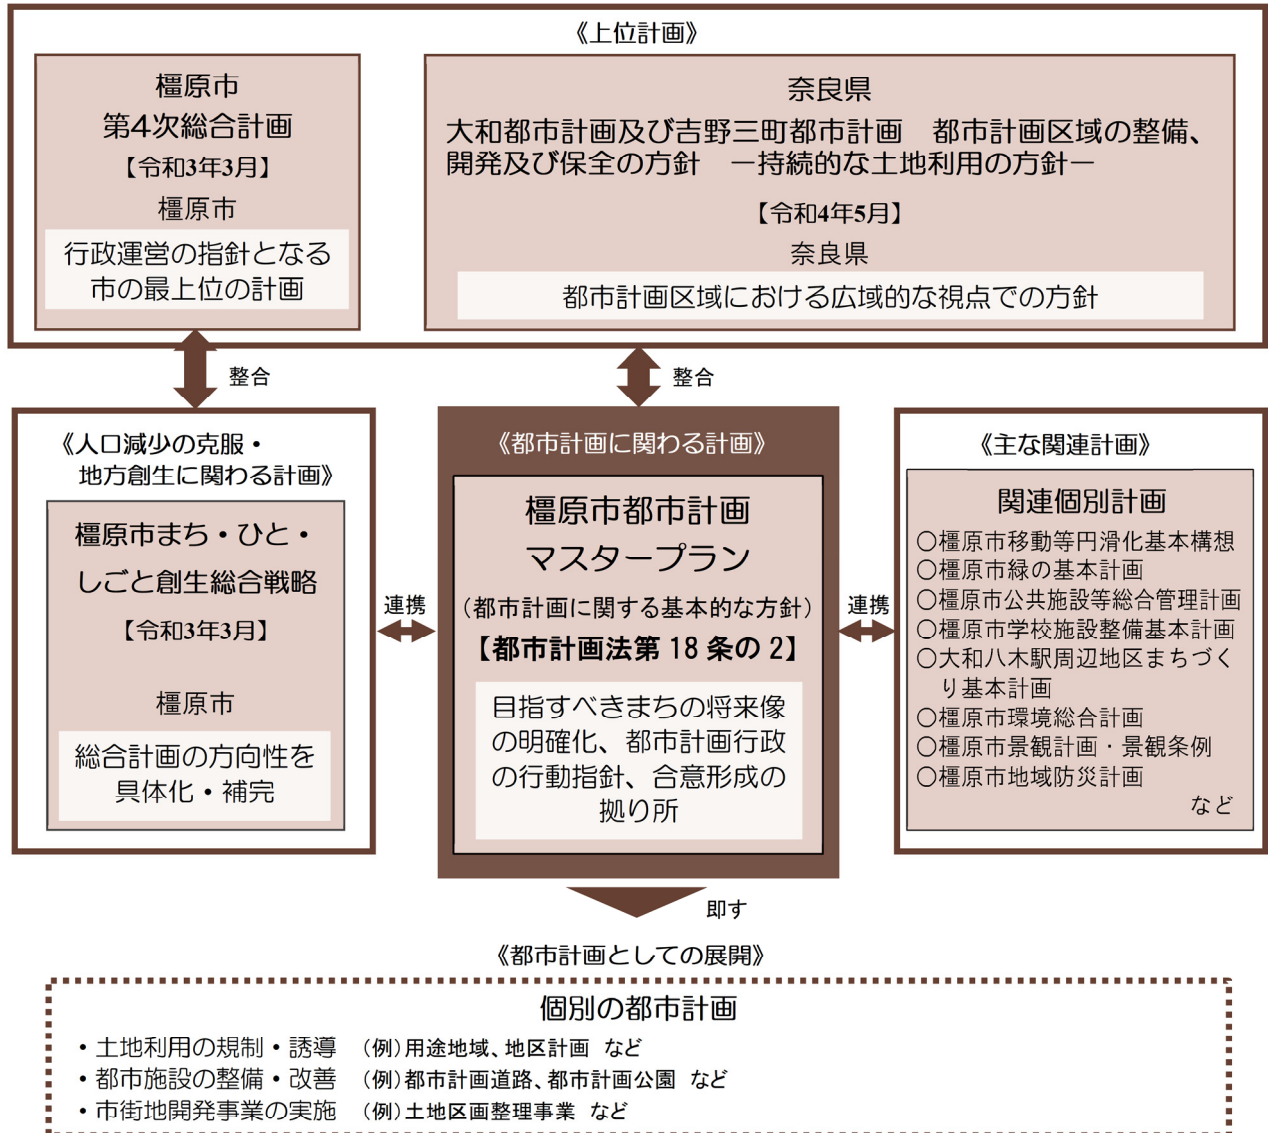 《上位計画》
橿原市
第4次総合計画
【令和3年3月】
橿原市
行政運営の指針となる
市の最上位の計画
奈良県
大和都市計画及び吉野三町都市計画　都市計画区域の整備、
開発及び保全の方針　－持続的な土地利用の方針－
【令和4年5月】
奈良県
都市計画区域における広域的な視点での方針
整合
整合
《人口減少の克服・
地方創生に関わる計画》
橿原市まち・ひと・
しごと創生総合戦略
【令和3年3月】
橿原市
総合計画の方向性を
具体化・補完
連携
《都市計画に関わる計画》
橿原市都市計画
マスタープラン
(都市計画に関する基本的な方針)
【都市計画法第 18 条の 2】
目指すべきまちの将来像
の明確化、都市計画行政
の行動指針、合意形成の
拠り所
連携
《主な関連計画》
関連個別計画
○橿原市移動等円滑化基本構想
○橿原市緑の基本計画
○橿原市公共施設等総合管理計画
○橿原市学校施設整備基本計画
○大和八木駅周辺地区まちづく
り基本計画
○橿原市環境総合計画
○橿原市景観計画・景観条例
○橿原市地域防災計画
など
即す
《都市計画としての展開》
個別の都市計画
・土地利用の規制・誘導　（例）用途地域、地区計画 など
・都市施設の整備・改善　（例）都市計画道路、都市計画公園 など
・市街地開発事業の実施　（例）土地区画整理事業 など